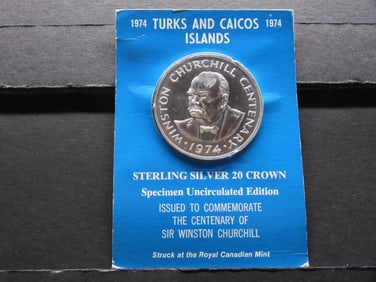 1974 TURKS AND CAICOS 1974
ISLANDS
WINSTON CHURCHILL CENTENARY
·1974·
STERLING SILVER 20 CROWN
Specimen Uncirculated Edition
ISSUED TO COMMEMORATE
THE CENTENARY OF
SIR WINSTON CHURCHILL
Struck at the Royal Canadian Mint